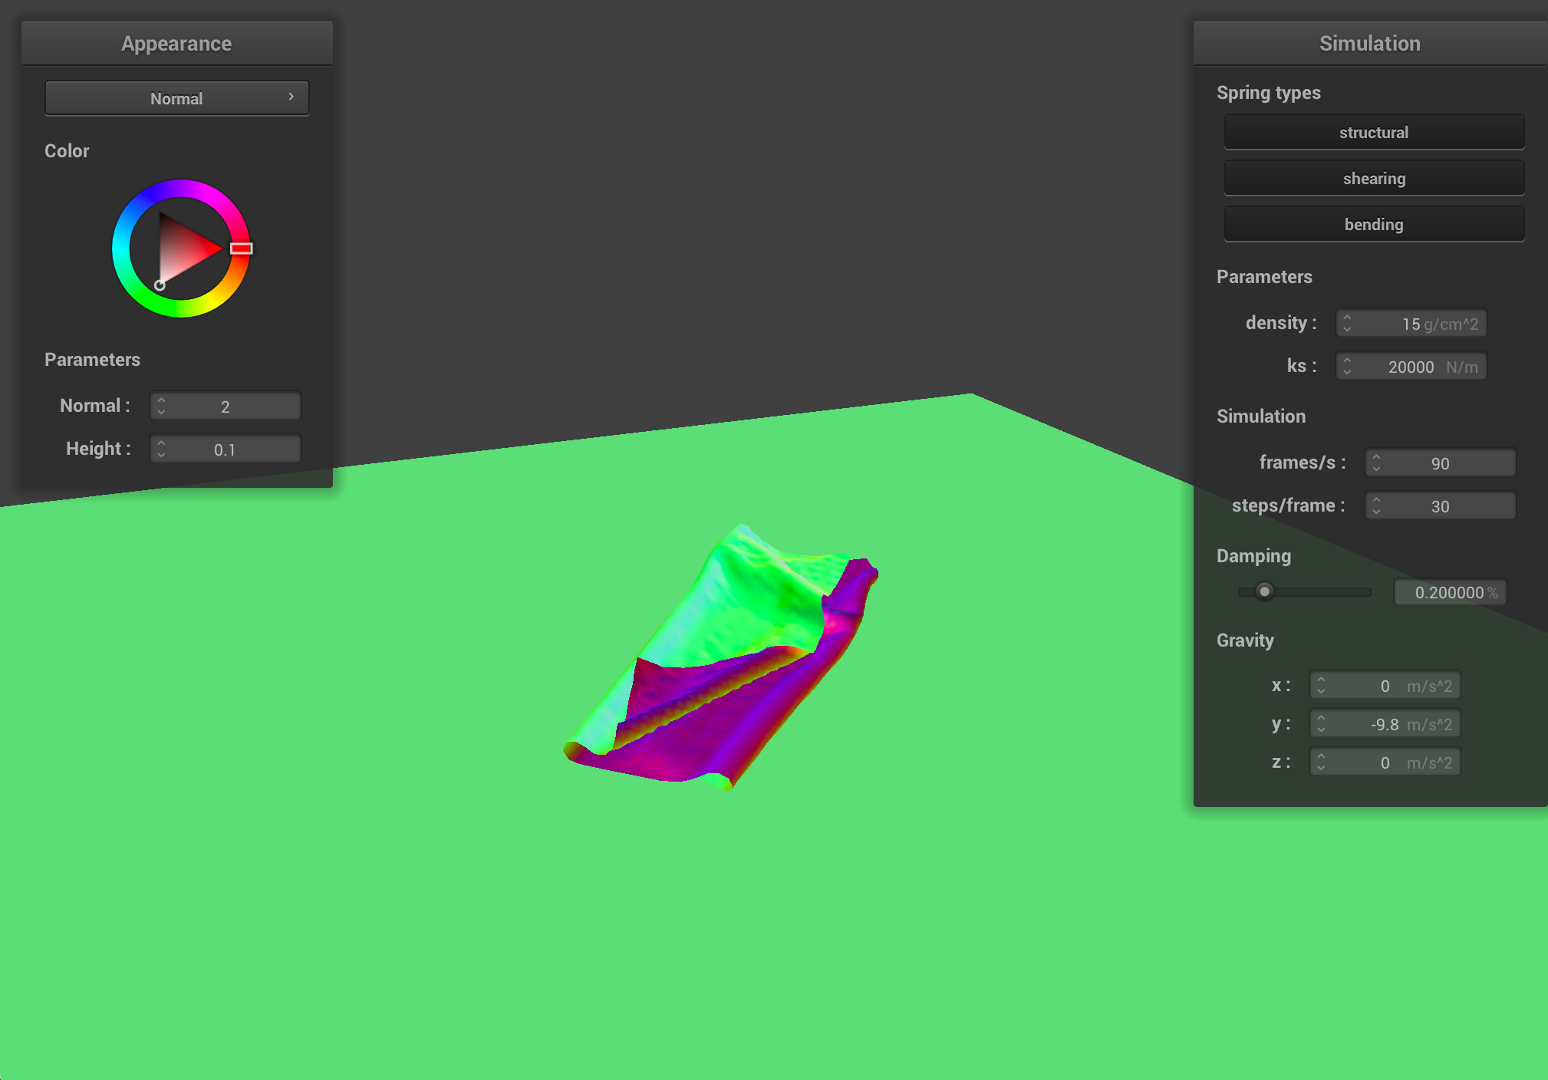 Appearance
Normal
Color
Parameters
Normal : 2
Height : 0.1
Simulation
Spring types
structural
shearing
bending
Parameters
density : 15 g/cm^2
ks : 20000 N/m
Simulation
frames/s : 90
steps/frame : 30
Damping
0.200000 %
Gravity
x : 0 m/s^2
y : -9.8 m/s^2
z : 0 m/s^2